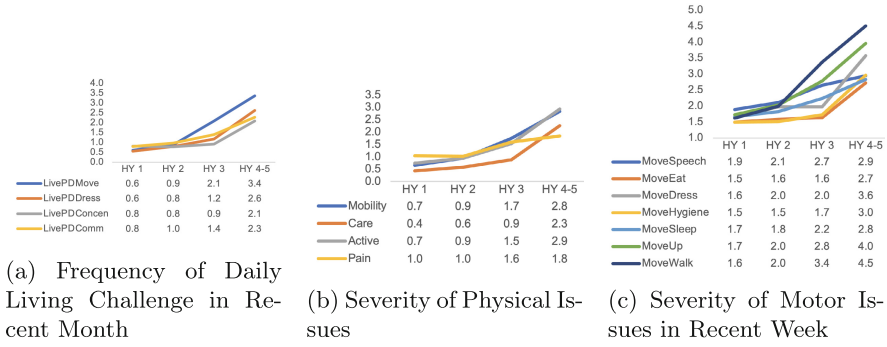 4.0
3.5
3.0
2.5
2.0
1.5
1.0
0.5
0.0
HY 1 HY 2 HY 3 HY 4-5
LivePDMove 0.6 0.9 2.1 3.4
LivePDDress 0.6 0.8 1.2 2.6
LivePDConcen 0.8 0.8 0.9 2.1
LivePDComm 0.8 1.0 1.4 2.3
(a) Frequency of Daily
Living Challenge in Re-
cent Month
3.5
3.0
2.5
2.0
1.5
1.0
0.5
0.0
HY 1 HY 2 HY 3 HY 4-5
Mobility 0.7 0.9 1.7 2.8
Care 0.4 0.6 0.9 2.3
Active 0.7 0.9 1.5 2.9
Pain 1.0 1.0 1.6 1.8
(b) Severity of Physical Is-
sues
5.0
4.5
4.0
3.5
3.0
2.5
2.0
1.5
1.0
HY 1 HY 2 HY 3 HY 4-5
MoveSpeech 1.9 2.1 2.7 2.9
MoveEat 1.5 1.6 1.6 2.7
MoveDress 1.6 2.0 2.0 3.6
MoveHygiene 1.5 1.5 1.7 3.0
MoveSleep 1.7 1.8 2.2 2.8
MoveUp 1.7 2.0 2.8 4.0
MoveWalk 1.6 2.0 3.4 4.5
(c) Severity of Motor Is-
sues in Recent Week